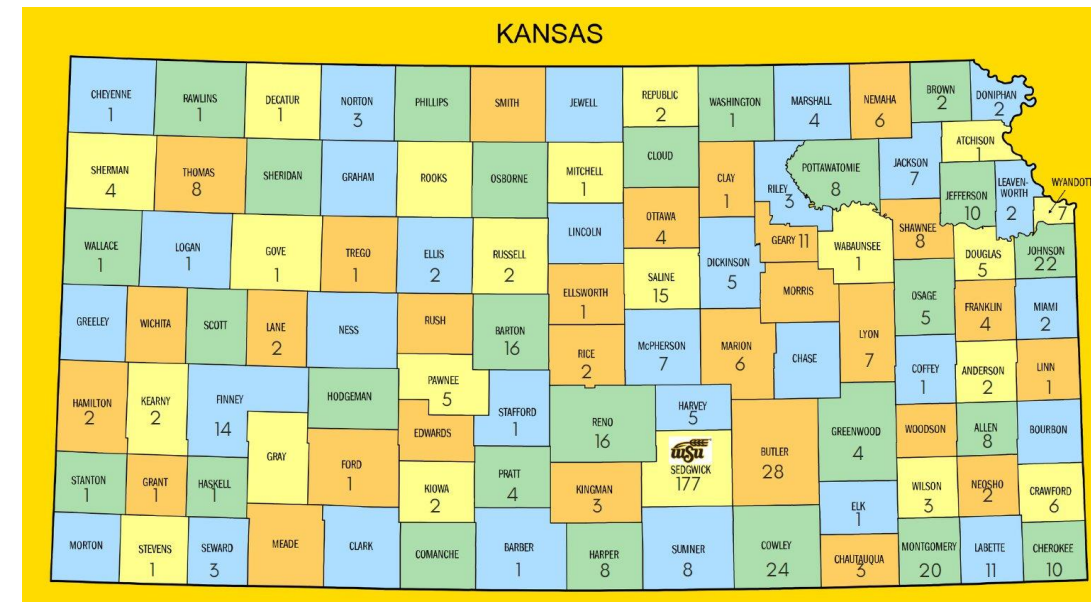 KANSAS
CHEYENNE
1
RAWLINS
1
DECATUR
1
NORTON
3
PHILLIPS
SMITH
JEWELL
REPUBLIC
2
WASHINGTON
1
MARSHALL
4
NEMAHA
6
BROWN
2
DONIPHAN
2
ATCHISON
1
SHERMAN
4
THOMAS
8
SHERIDAN
GRAHAM
ROOKS
OSBORNE
MITCHELL
1
CLOUD
CLAY
1
RILEY 3
POTTAWATOMIE
8
JACKSON
7
JEFFERSON
10
LEAVEN-
WORTH
2
WYANDOTT
7
WALLACE
1
LOGAN
1
GOVE
1
TREGO
1
ELLIS
2
RUSSELL
2
LINCOLN
OTTAWA
4
SALINE
15
DICKINSON
5
GEARY 11
WABAUNSEE
1
SHAWNEE
8
DOUGLAS
5
JOHNSON
22
GREELEY
WICHITA
SCOTT
LANE
2
NESS
RUSH
BARTON
16
ELLSWORTH
1
RICE
2
McPHERSON
7
MARION
6
MORRIS
CHASE
LYON
7
OSAGE
5
FRANKLIN
4
MIAMI
2
HAMILTON
2
KEARNY
2
FINNEY
14
HODGEMAN
PAWNEE
5
EDWARDS
STAFFORD
1
RENO
16
HARVEY
5
WSU
SEDGWICK
177
BUTLER
28
GREENWOOD
4
COFFEY
1
ANDERSON
2
LINN
1
WOODSON
ALLEN
8
BOURBON
STANTON
1
GRANT
1
HASKELL
1
GRAY
FORD
1
KIOWA
2
PRATT
4
KINGMAN
3
ELK
1
WILSON
3
NEOSHO
2
CRAWFORD
6
MORTON
STEVENS
1
SEWARD
3
MEADE
CLARK
COMANCHE
BARBER
1
HARPER
8
SUMNER
8
COWLEY
24
CHAUTAUQUA
3
MONTGOMERY
20
LABETTE
11
CHEROKEE
10